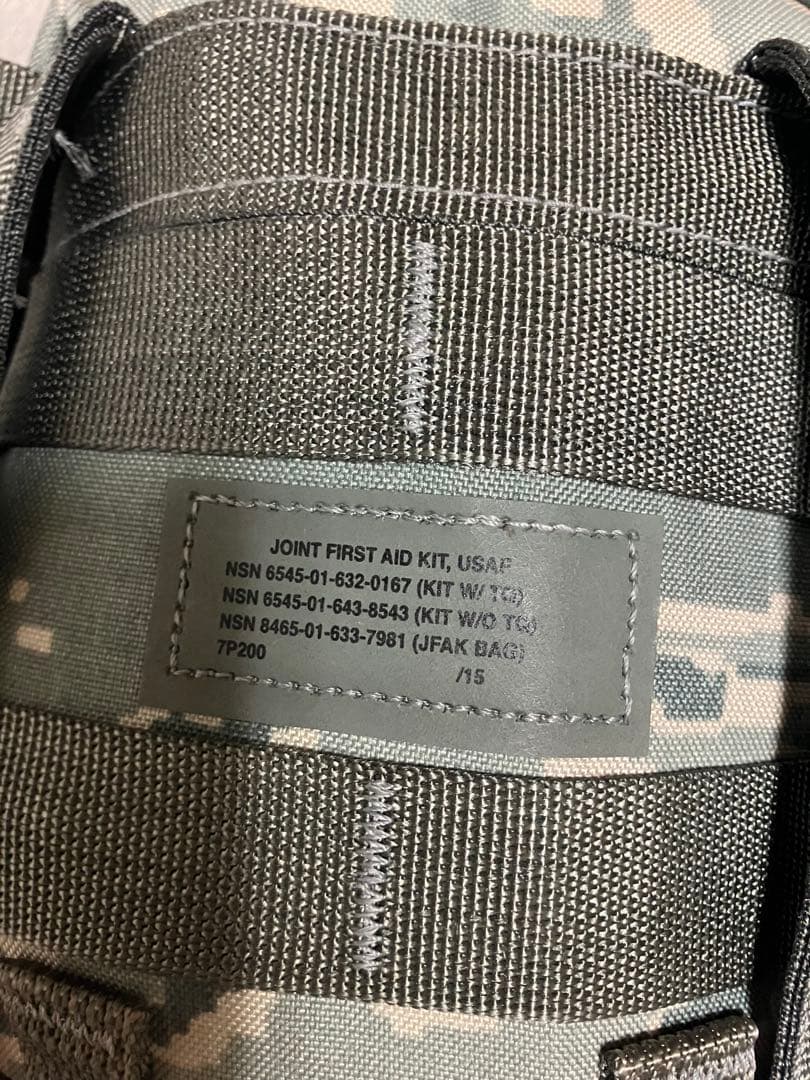 JOINT FIRST AID KIT, USAF
NSN 6545-01-632-0167 (KIT W/ TQ)
NSN 6545-01-643-8543 (KIT W/O TQ)
NSN 8465-01-633-7981 (JFAK BAG)
7P200
/15